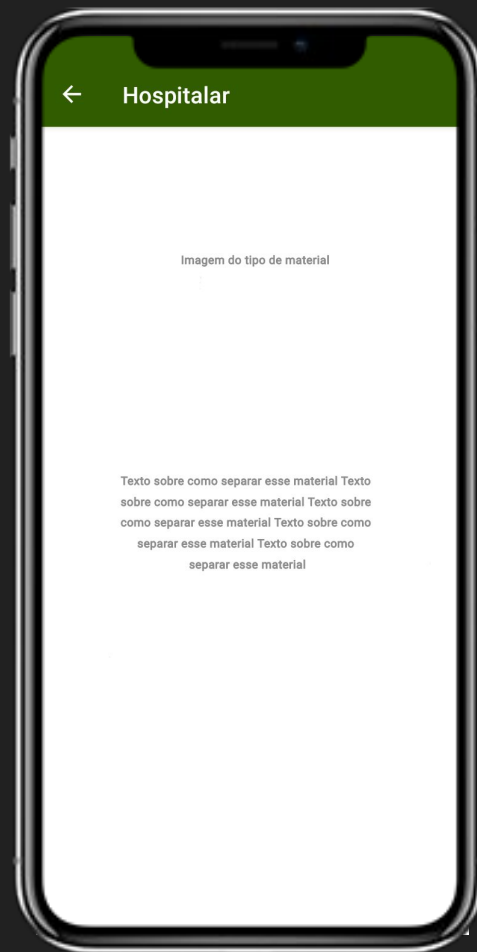 Hospitalar
Imagem do tipo de material
Texto sobre como separar esse material Texto
sobre como separar esse material Texto sobre
como separar esse material Texto sobre como
separar esse material Texto sobre como
separar esse material